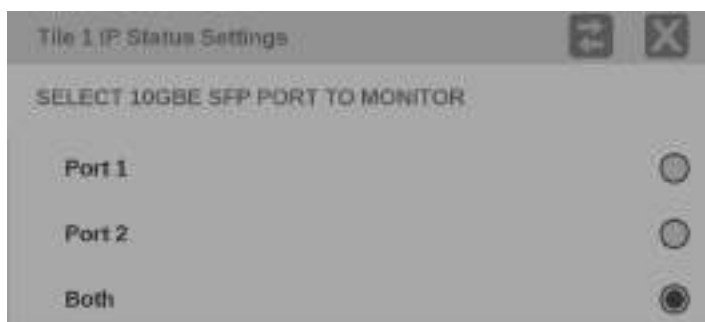 Tile 1 IP Status Settings
SELECT 10GBE SFP PORT TO MONITOR
Port 1
Port 2
Both